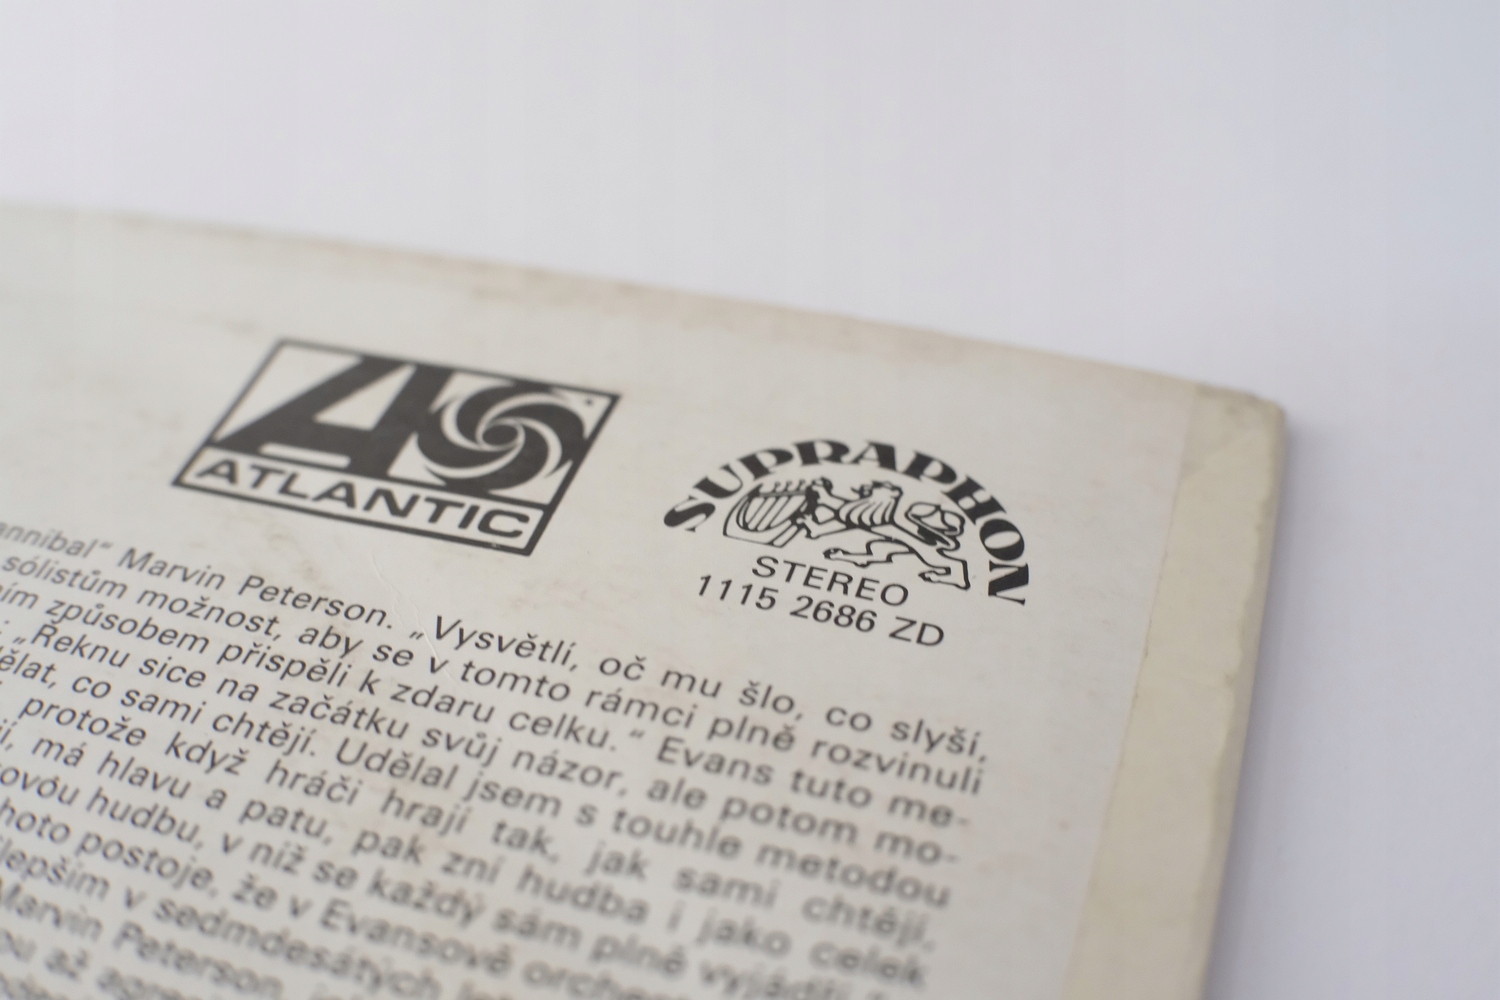 ATLANTIC
SUPRAPHON
STEREO
1115 2686 ZD
Marvin Peterson. „Vysvětlí, oč mu šlo, co slyší,
sólistům možnost, aby se v tomto rámci plně rozvinuli
způsobem přispěli k zdaru celku.“ Evans tuto me-
„Řeknu sice na začátku svůj názor, ale potom mo-
co sami chtějí. Udělal jsem s touhle metodou
protože když hráči hrají tak, jak sami chtějí,
má hlavu a patu, pak zní hudba i jako celek
hudbu, v níž se každý sám plně vyjádří
postoje, že v Evansově
v sedmdesátých
Marvin Peterson,
až